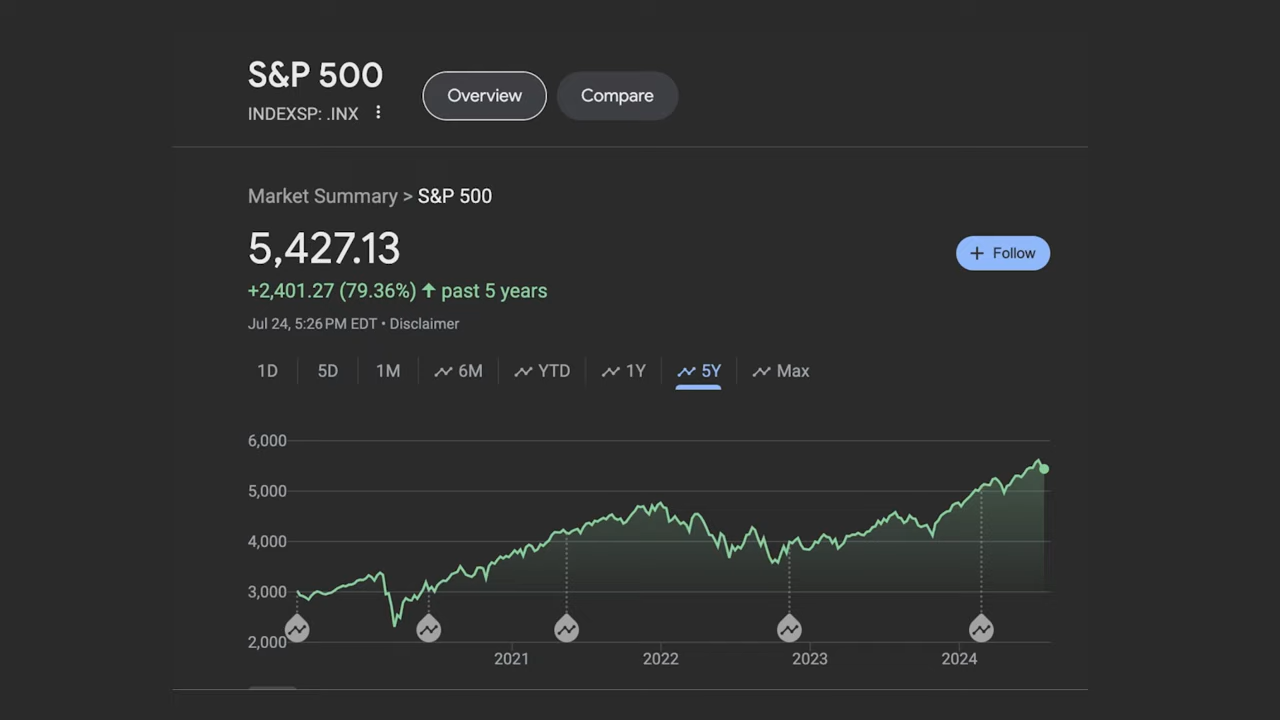 S&P 500
Overview
Compare
INDEXSP: .INX
Market Summary > S&P 500
5,427.13
+ Follow
+2,401.27 (79.36%) ↑ past 5 years
Jul 24, 5:26 PM EDT • Disclaimer
1D 5D 1M 6M YTD 1Y 5Y Max
6,000
5,000
4,000
3,000
2,000
2021 2022 2023 2024